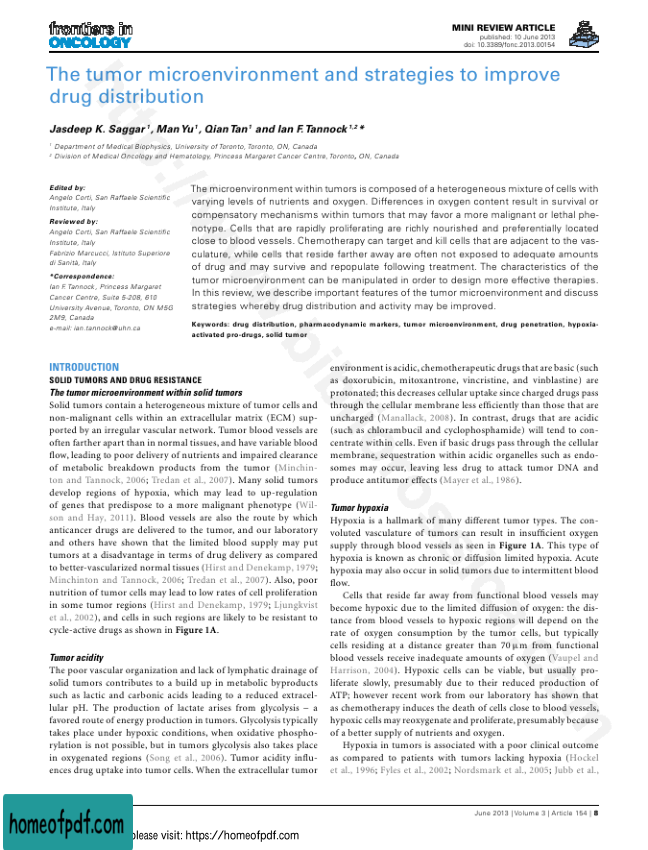 frontiers in
ONCOLOGY
MINI REVIEW ARTICLE
published: 10 June 2013
doi: 10.3389/fonc.2013.00154
The tumor microenvironment and strategies to improve
drug distribution
Jasdeep K. Saggar 1, Man Yu 1, Qian Tan 1 and Ian F. Tannock 1,2 *
1 Department of Medical Biophysics, University of Toronto, Toronto, ON, Canada
2 Division of Medical Oncology and Hematology, Princess Margaret Cancer Centre, Toronto, ON, Canada
Edited by:
Angelo Corti, San Raffaele Scientific
Institute, Italy
Reviewed by:
Angelo Corti, San Raffaele Scientific
Institute, Italy
Fabrizio Marcucci, Istituto Superiore
di Sanità, Italy
*Correspondence:
Ian F. Tannock, Princess Margaret
Cancer Centre, Suite 5-208, 610
University Avenue, Toronto, ON M5G
2M9, Canada
e-mail: ian.tannock@uhn.ca
The microenvironment within tumors is composed of a heterogeneous mixture of cells with
varying levels of nutrients and oxygen. Differences in oxygen content result in survival or
compensatory mechanisms within tumors that may favor a more malignant or lethal phe-
notype. Cells that are rapidly proliferating are richly nourished and preferentially located
close to blood vessels. Chemotherapy can target and kill cells that are adjacent to the vas-
culature, while cells that reside farther away are often not exposed to adequate amounts
of drug and may survive and repopulate following treatment. The characteristics of the
tumor microenvironment can be manipulated in order to design more effective therapies.
In this review, we describe important features of the tumor microenvironment and discuss
strategies whereby drug distribution and activity may be improved.
Keywords: drug distribution, pharmacodynamic markers, tumor microenvironment, drug penetration, hypoxia-
activated pro-drugs, solid tumor
INTRODUCTION
SOLID TUMORS AND DRUG RESISTANCE
The tumor microenvironment within solid tumors
Solid tumors contain a heterogeneous mixture of tumor cells and
non-malignant cells within an extracellular matrix (ECM) sup-
ported by an irregular vascular network. Tumor blood vessels are
often farther apart than in normal tissues, and have variable blood
flow, leading to poor delivery of nutrients and impaired clearance
of metabolic breakdown products from the tumor (Minchin-
ton and Tannock, 2006; Tredan et al., 2007). Many solid tumors
develop regions of hypoxia, which may lead to up-regulation
of genes that predispose to a more malignant phenotype (Wil-
son and Hay, 2011). Blood vessels are also the route by which
anticancer drugs are delivered to the tumor, and our laboratory
and others have shown that the limited blood supply may put
tumors at a disadvantage in terms of drug delivery as compared
to better-vascularized normal tissues (Hirst and Denekamp, 1979;
Minchinton and Tannock, 2006; Tredan et al., 2007). Also, poor
nutrition of tumor cells may lead to low rates of cell proliferation
in some tumor regions (Hirst and Denekamp, 1979; Ljungkvist
et al., 2002), and cells in such regions are likely to be resistant to
cycle-active drugs as shown in Figure 1A.
Tumor acidity
The poor vascular organization and lack of lymphatic drainage of
solid tumors contributes to a build up in metabolic byproducts
such as lactic and carbonic acids leading to a reduced extracel-
lular pH. The production of lactate arises from glycolysis – a
favored route of energy production in tumors. Glycolysis typically
takes place under hypoxic conditions, when oxidative phospho-
rylation is not possible, but in tumors glycolysis also takes place
in oxygenated regions (Song et al., 2006). Tumor acidity influ-
ences drug uptake into tumor cells. When the extracellular tumor
environment is acidic, chemotherapeutic drugs that are basic (such
as doxorubicin, mitoxantrone, vincristine, and vinblastine) are
protonated; this decreases cellular uptake since charged drugs pass
through the cellular membrane less efficiently than those that are
uncharged (Manallack, 2008). In contrast, drugs that are acidic
(such as chlorambucil and cyclophosphamide) will tend to con-
centrate within cells. Even if basic drugs pass through the cellular
membrane, sequestration within acidic organelles such as endo-
somes may occur, leaving less drug to attack tumor DNA and
produce antitumor effects (Mayer et al., 1986).
Tumor hypoxia
Hypoxia is a hallmark of many different tumor types. The con-
voluted vasculature of tumors can result in insufficient oxygen
supply through blood vessels as seen in Figure 1A. This type of
hypoxia is known as chronic or diffusion limited hypoxia. Acute
hypoxia may also occur in solid tumors due to intermittent blood
flow.
Cells that reside far away from functional blood vessels may
become hypoxic due to the limited diffusion of oxygen: the dis-
tance from blood vessels to hypoxic regions will depend on the
rate of oxygen consumption by the tumor cells, but typically
cells residing at a distance greater than 70 μm from functional
blood vessels receive inadequate amounts of oxygen (Vaupel and
Harrison, 2004). Hypoxic cells can be viable, but usually pro-
liferate slowly, presumably due to their reduced production of
ATP; however recent work from our laboratory has shown that
as chemotherapy induces the death of cells close to blood vessels,
hypoxic cells may reoxygenate and proliferate, presumably because
of a better supply of nutrients and oxygen.
Hypoxia in tumors is associated with a poor clinical outcome
as compared to patients with tumors lacking hypoxia (Hockel
et al., 1996; Fyles et al., 2002; Nordsmark et al., 2005; Jubb et al.,
June 2013 | Volume 3 | Article 154 | 8
homeofpdf.com
please visit: https://homeofpdf.com